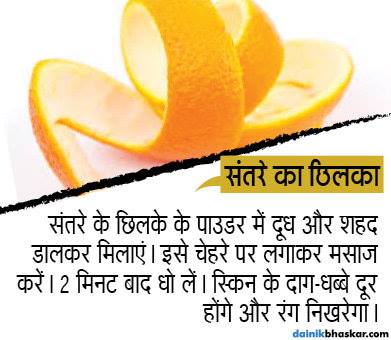 संतरे का छिलका
संतरे के छिलके के पाउडर में दूध और शहद
डालकर मिलाएं। इसे चेहरे पर लगाकर मसाज
करें। 2 मिनट बाद धो लें। स्किन के दाग-धब्बे दूर
होंगे और रंग निखरेगा।
dainikbhaskar.com